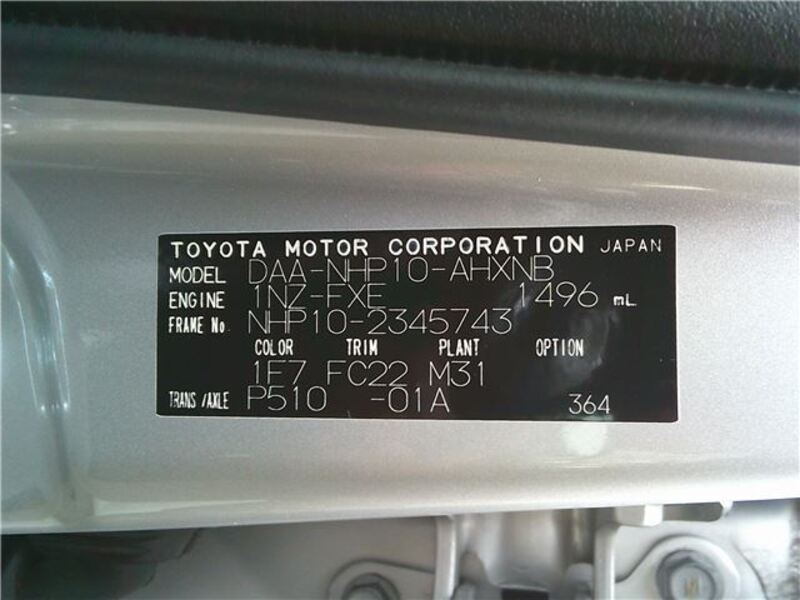 TOYOTA MOTOR CORPORATION JAPAN
MODEL DAA-NHP10-AHXNB
ENGINE 1NZ-FXE 1496 mL
FRAME No NHP10-2345743
COLOR TRIM PLANT OPTION
1F7 FC22 M31
TRANS/AXLE P510 -01A 364